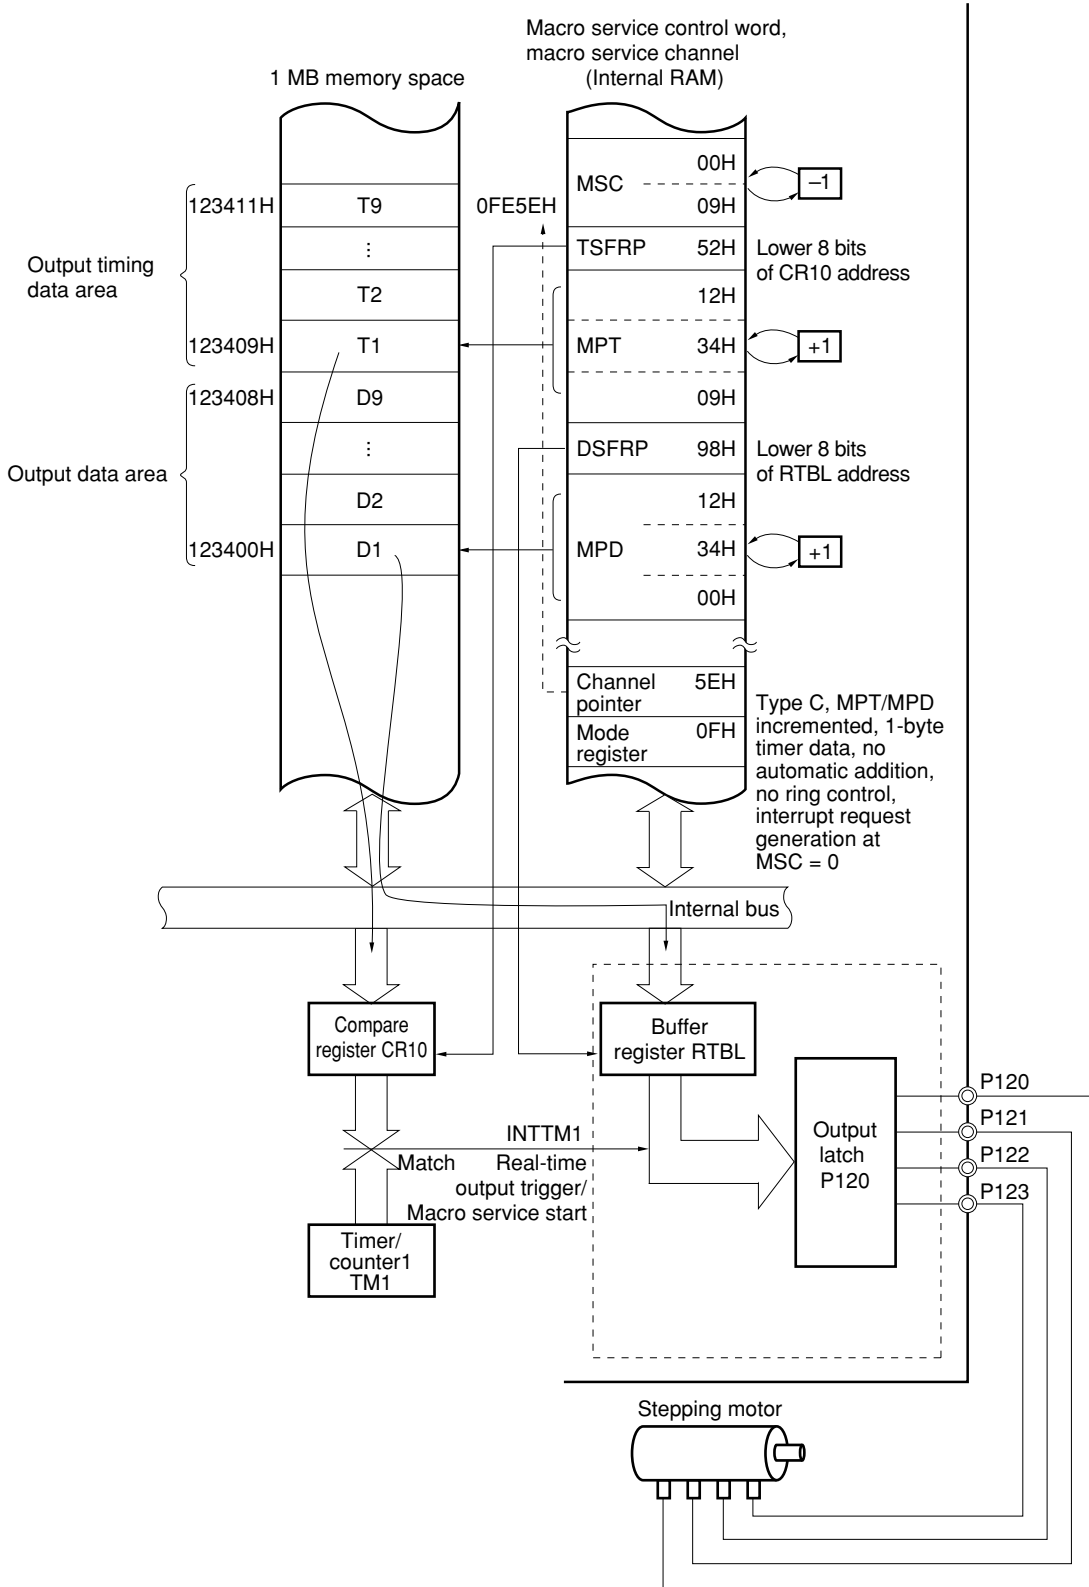 Macro service control word,
macro service channel
(Internal RAM)
1 MB memory space
00H
MSC
–1
09H
123411H
T9
0FE5EH
TSFRP 52H
Lower 8 bits
of CR10 address
⋮
Output timing
data area
T2
12H
123409H
T1
MPT 34H
+1
123408H
D9
09H
⋮
DSFRP 98H
Lower 8 bits
of RTBL address
Output data area
D2
12H
123400H
D1
MPD 34H
+1
00H
Channel
pointer
5EH
Mode
register
0FH
Type C, MPT/MPD
incremented, 1-byte
timer data, no
automatic addition,
no ring control,
interrupt request
generation at
MSC = 0
Internal bus
Compare
register CR10
Buffer
register RTBL
INTTM1
Match
Real-time
output trigger/
Macro service start
Output
latch
P120
P120
P121
P122
P123
Timer/
counter1
TM1
Stepping motor